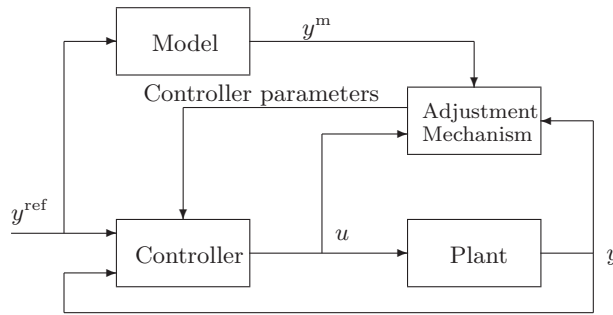 Model
y^m
Controller parameters
Adjustment
Mechanism
y^ref
Controller
u
Plant
y